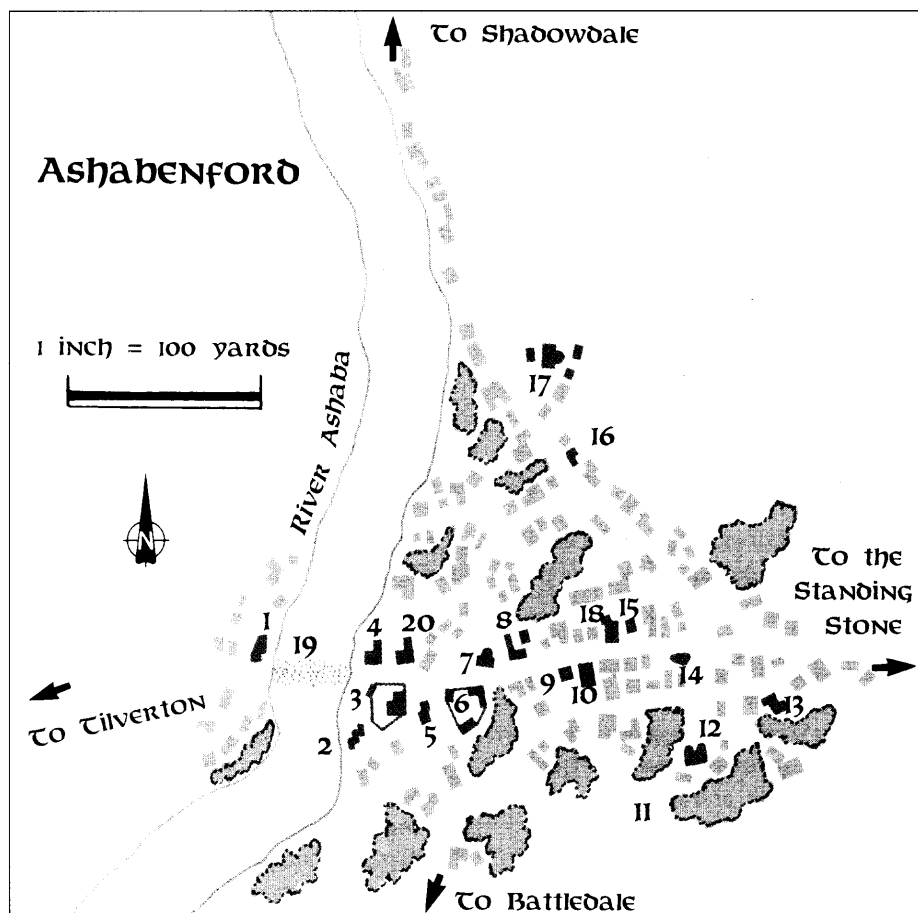 To Shadowdale
Ashabenford
1 inch = 100 yards
River Ashaba
17
16
N
To the
Standing
Stone
1
19
4
20
8
18
15
7
9
10
14
To Tilverton
3
6
5
2
13
12
11
To Battledale